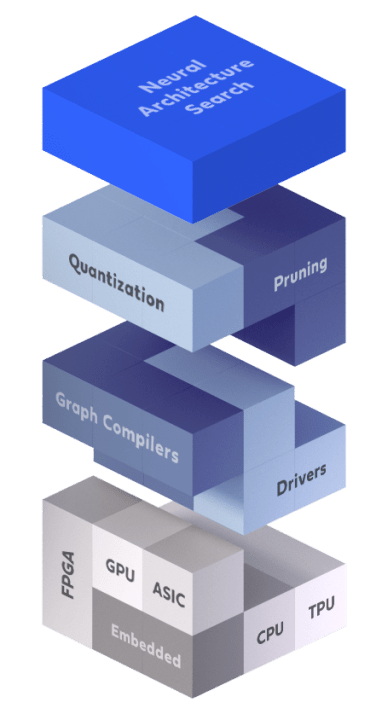 Neural
Architecture
Search
Quantization
Pruning
Graph Compilers
Drivers
FPGA
GPU
ASIC
Embedded
CPU
TPU